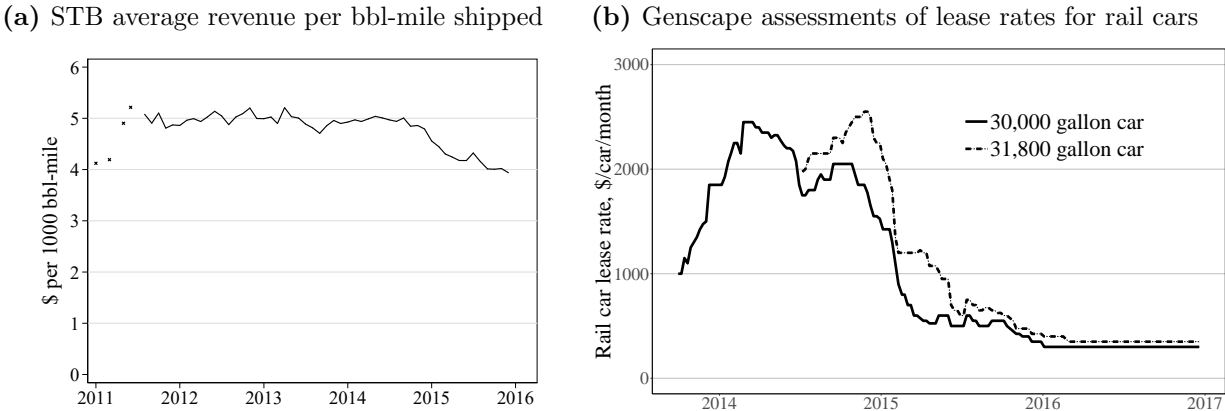 (a) STB average revenue per bbl-mile shipped
$ per 1000 bbl-mile
6
5
4
3
2
1
0
2011 2012 2013 2014 2015 2016
(b) Genscape assessments of lease rates for rail cars
Rail car lease rate, $/car/month
3000
2000
1000
0
30,000 gallon car
31,800 gallon car
2014 2015 2016 2017